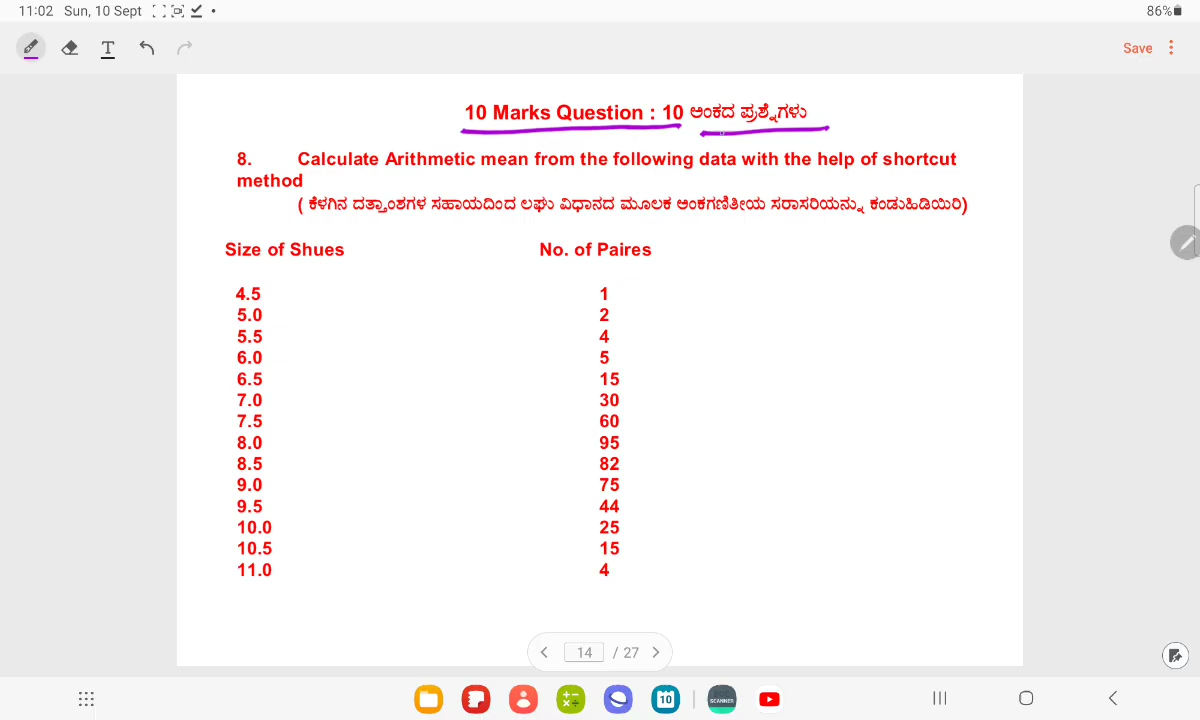 11:02 Sun, 10 Sept 86%
T Save
10 Marks Question : 10 ಅಂಕದ ಪ್ರಶ್ನೆಗಳು
8. Calculate Arithmetic mean from the following data with the help of shortcut
method
( ಕೆಳಗಿನ ದತ್ತಾಂಶಗಳ ಸಹಾಯದಿಂದ ಲಘು ವಿಧಾನದ ಮೂಲಕ ಅಂಕಗಣಿತೀಯ ಸರಾಸರಿಯನ್ನು ಕಂಡುಹಿಡಿಯಿರಿ)
Size of Shues No. of Paires
4.5 1
5.0 2
5.5 4
6.0 5
6.5 15
7.0 30
7.5 60
8.0 95
8.5 82
9.0 75
9.5 44
10.0 25
10.5 15
11.0 4
14 / 27
10 SCANNER